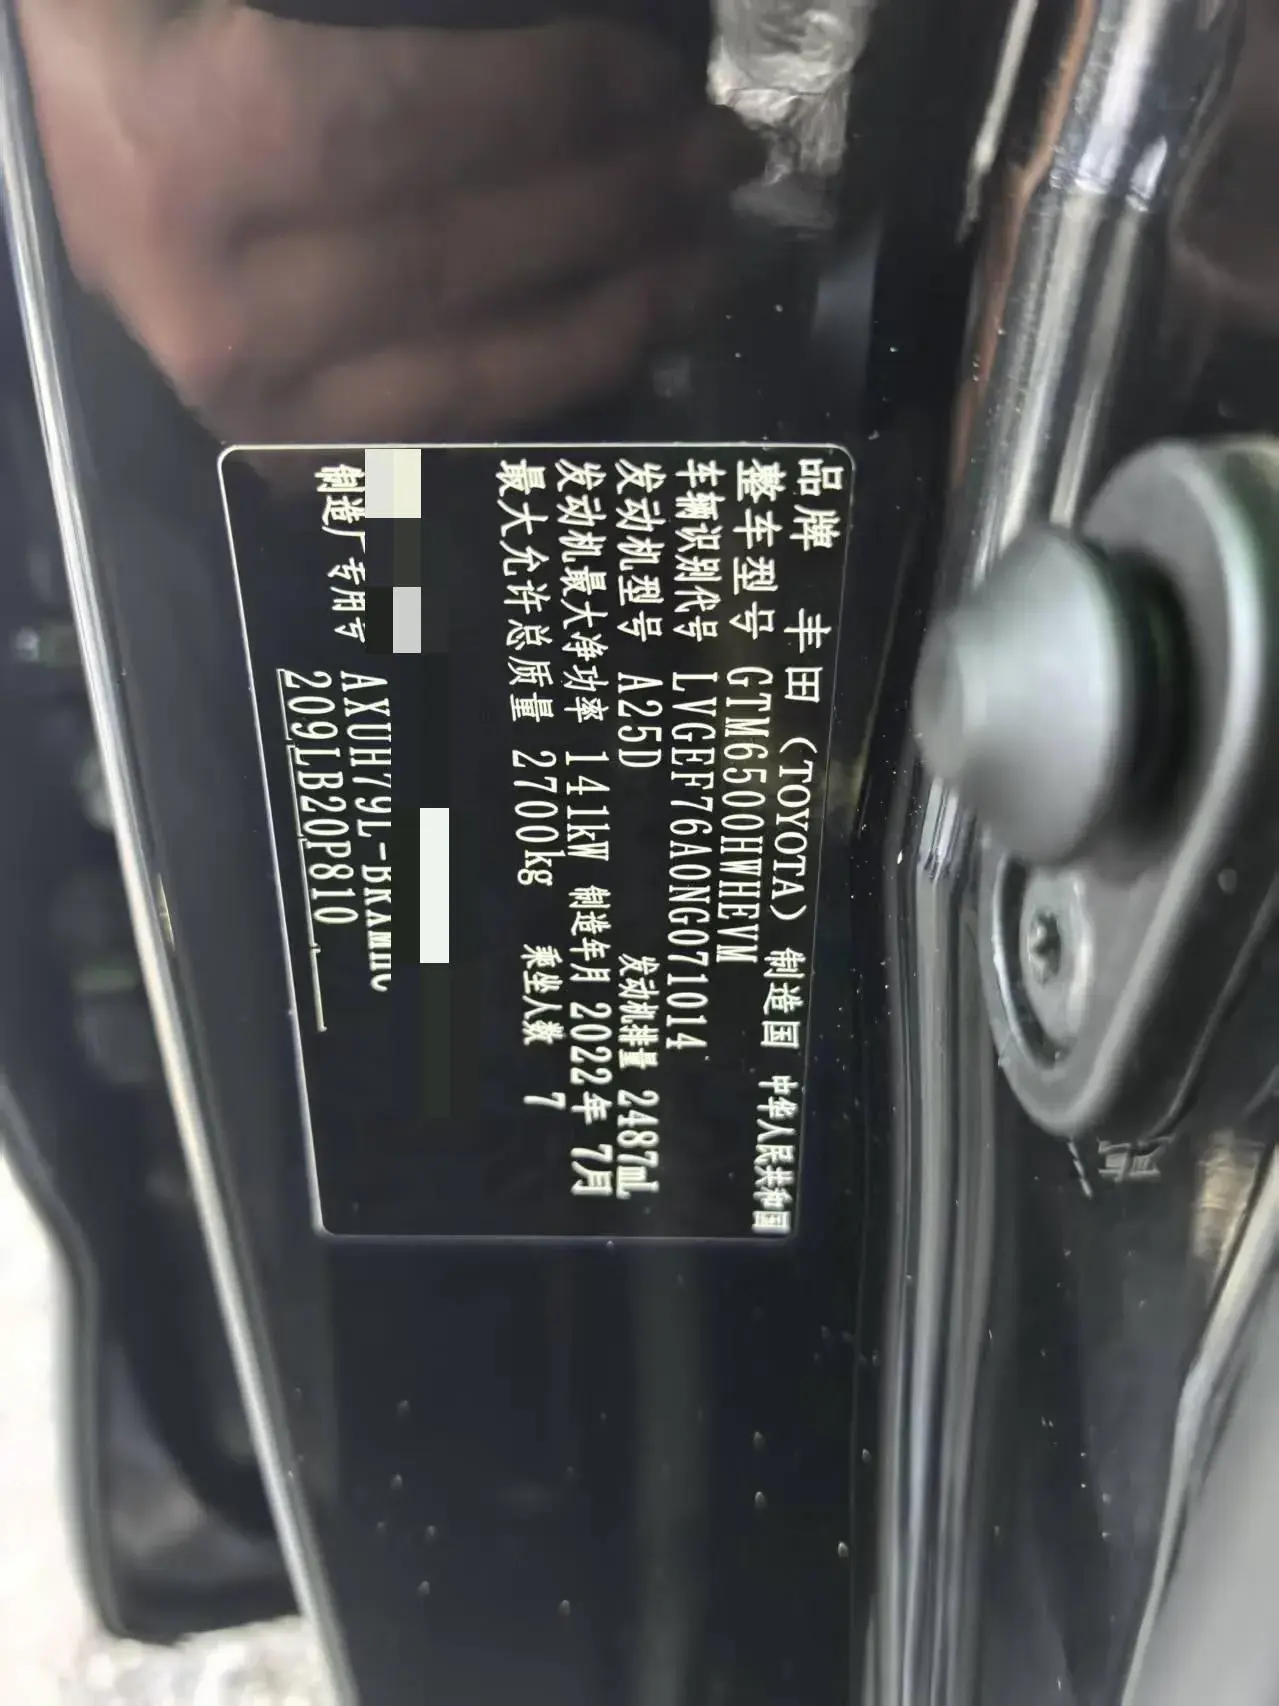 品牌 丰田（TOYOTA） 制造国 中华人民共和国
整车型号 GTM6500HWHEVM
车辆识别代号 LVGEF76A0NG071014
发动机型号 A25D 发动机排量 2487mL
发动机最大净功率 141kW 制造年月 2022年 7月
最大允许总质量 2700kg 乘坐人数 7
制造厂专用号 AXUH79L-
209LB20P810